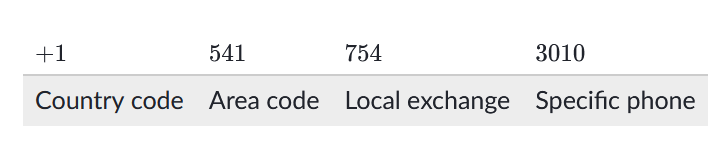 +1 541 754 3010
Country code Area code Local exchange Specific phone